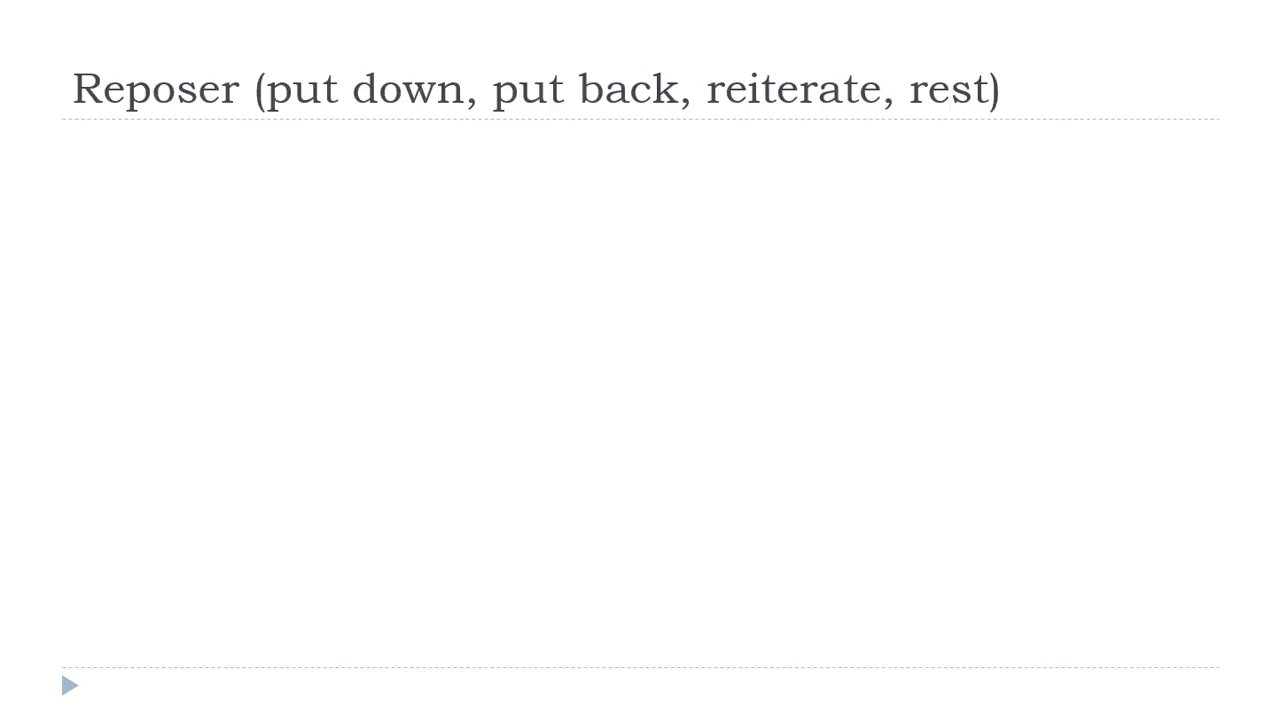 Reposer (put down, put back, reiterate, rest)